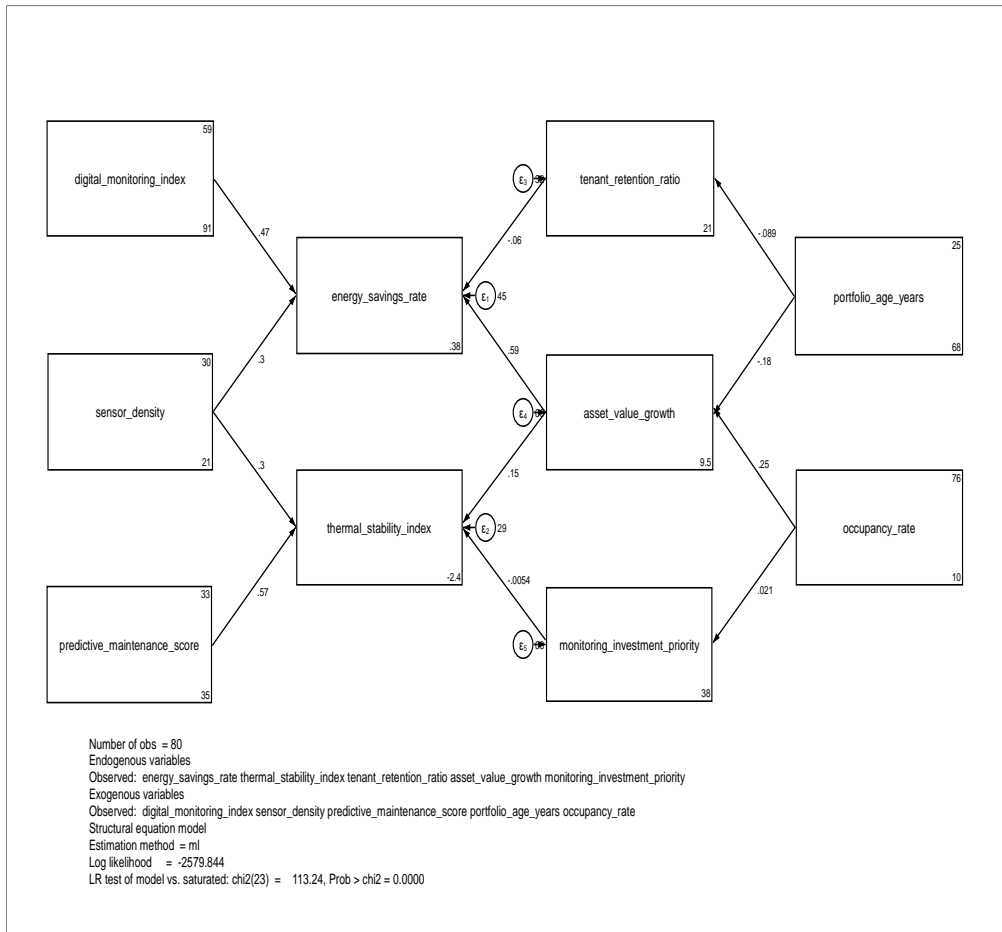 59
digital_monitoring_index
91
.47
30
sensor_density
21
.3
.3
33
predictive_maintenance_score
35
.57
energy_savings_rate
.38
ε1 45
thermal_stability_index
-2.4
ε2 29
ε3
tenant_retention_ratio
21
-.06
.59
ε4
asset_value_growth
9.5
.15
-.0054
ε5
monitoring_investment_priority
38
-.089
-.18
25
portfolio_age_years
68
.25
.021
76
occupancy_rate
10
Number of obs = 80
Endogenous variables
Observed: energy_savings_rate thermal_stability_index tenant_retention_ratio asset_value_growth monitoring_investment_priority
Exogenous variables
Observed: digital_monitoring_index sensor_density predictive_maintenance_score portfolio_age_years occupancy_rate
Structural equation model
Estimation method = ml
Log likelihood = -2579.844
LR test of model vs. saturated: chi2(23) = 113.24, Prob > chi2 = 0.0000